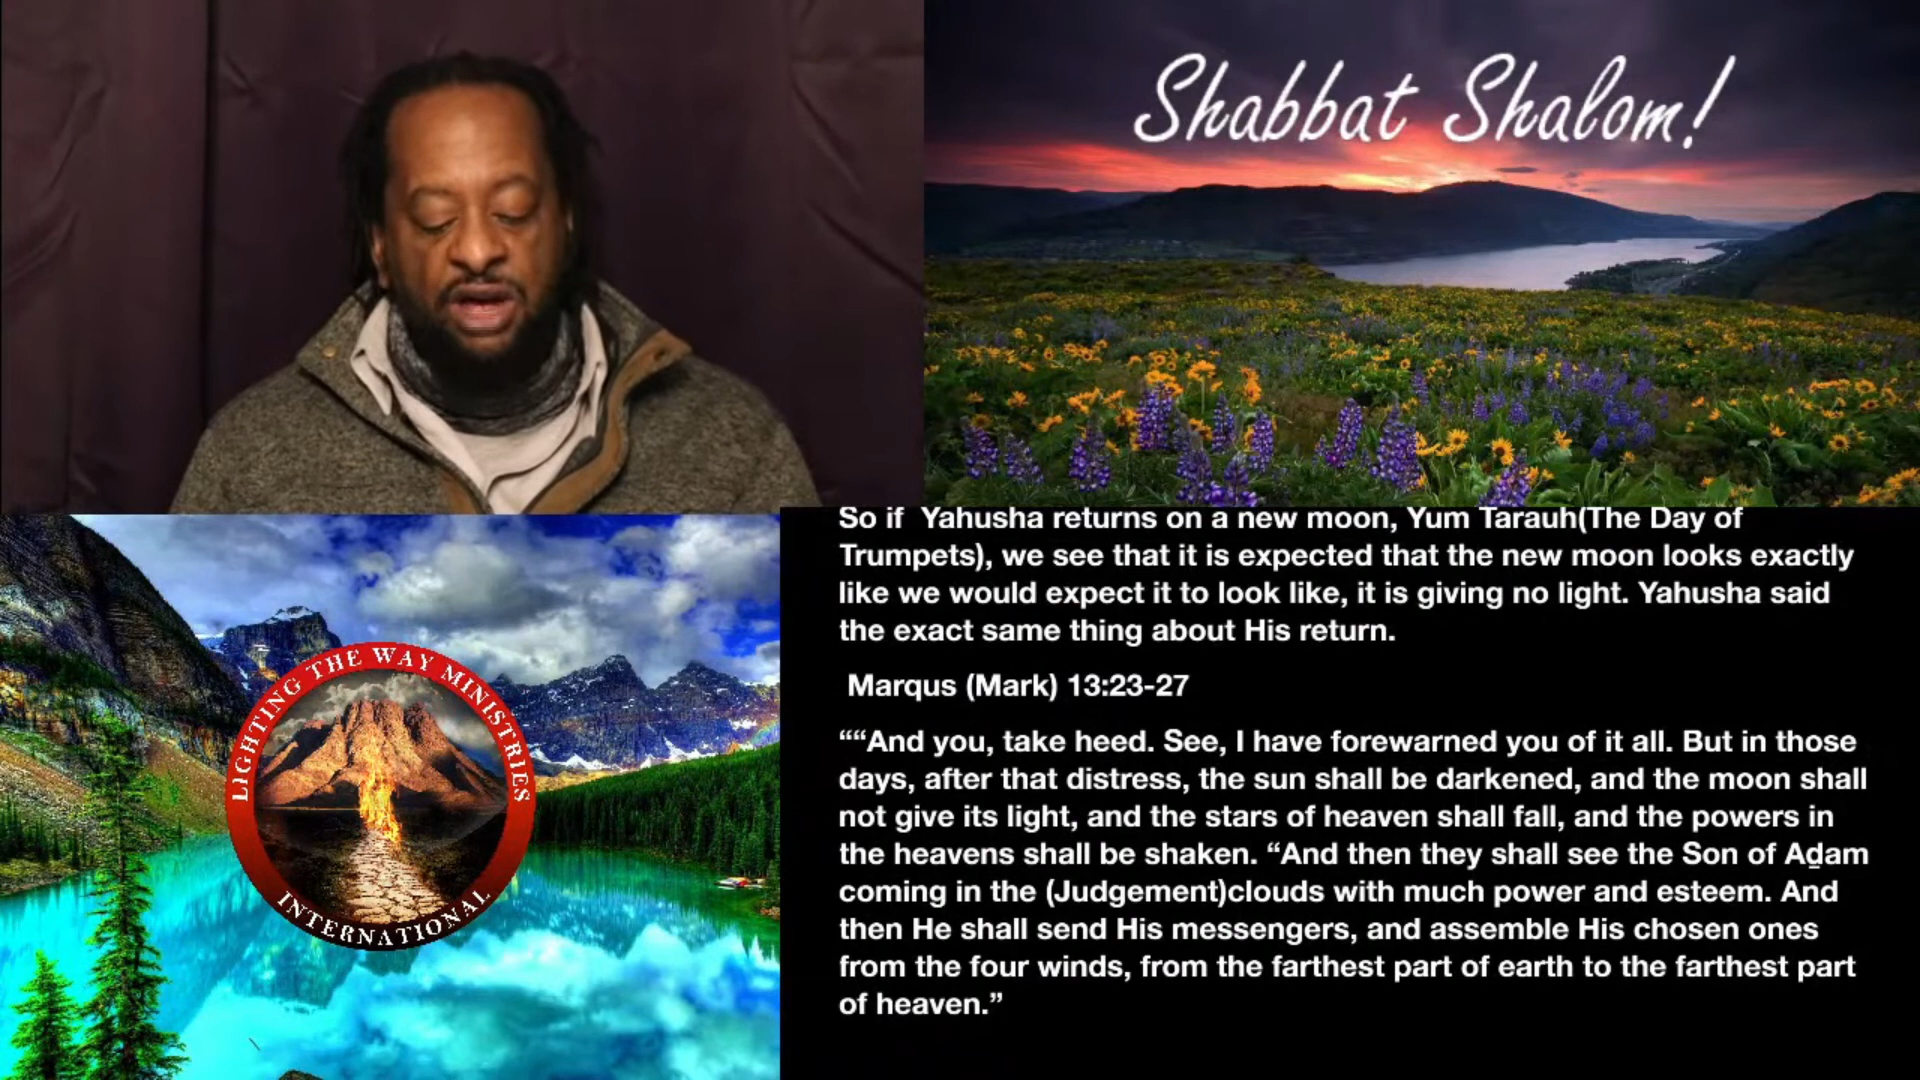 Shabbat Shalom!
So if  Yahusha returns on a new moon, Yum Tarauh(The Day of
Trumpets), we see that it is expected that the new moon looks exactly
like we would expect it to look like, it is giving no light. Yahusha said
the exact same thing about His return.
Marqus (Mark) 13:23-27
““And you, take heed. See, I have forewarned you of it all. But in those
days, after that distress, the sun shall be darkened, and the moon shall
not give its light, and the stars of heaven shall fall, and the powers in
the heavens shall be shaken. “And then they shall see the Son of Aḏam
coming in the (Judgement)clouds with much power and esteem. And
then He shall send His messengers, and assemble His chosen ones
from the four winds, from the farthest part of earth to the farthest part
of heaven.”
LIGHTING THE WAY MINISTRIES
INTERNATIONAL